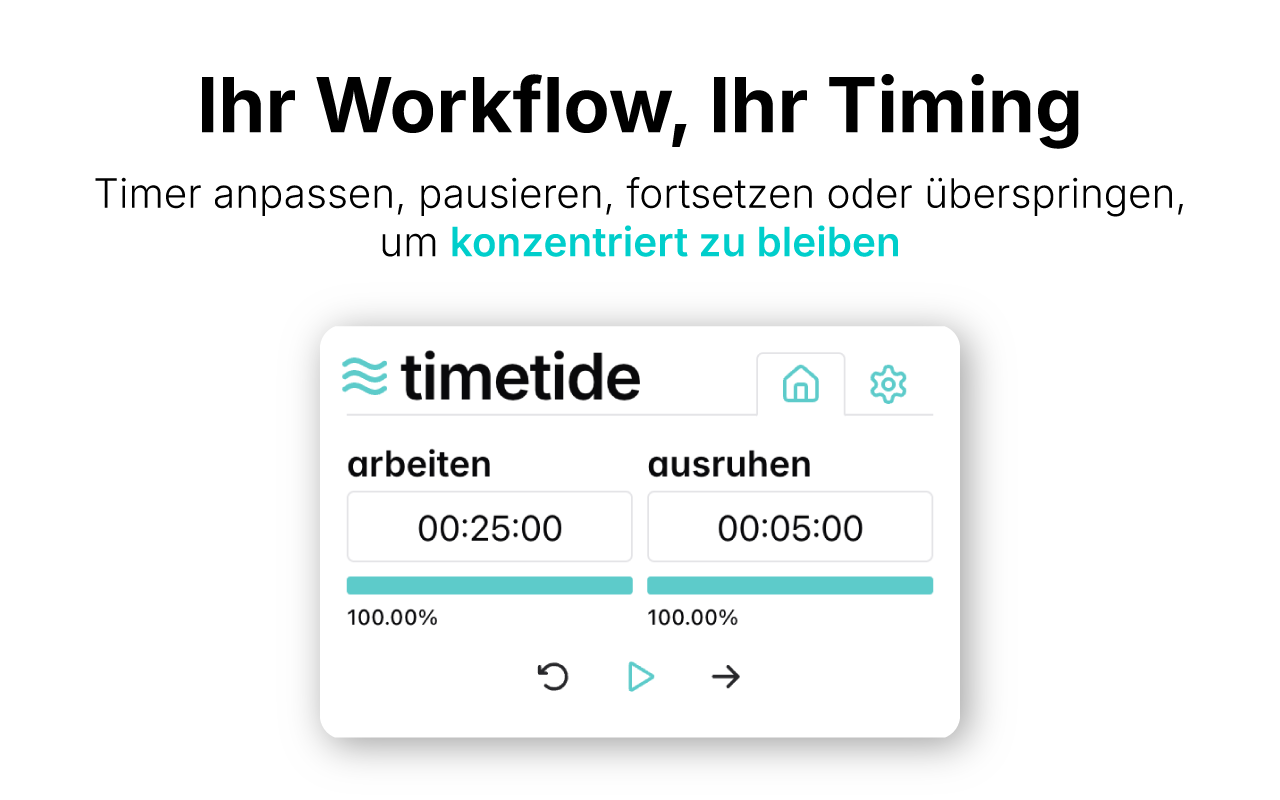 Ihr Workflow, Ihr Timing
Timer anpassen, pausieren, fortsetzen oder überspringen,
um konzentriert zu bleiben
timetide
arbeiten
ausruhen
00:25:00
00:05:00
100.00%
100.00%